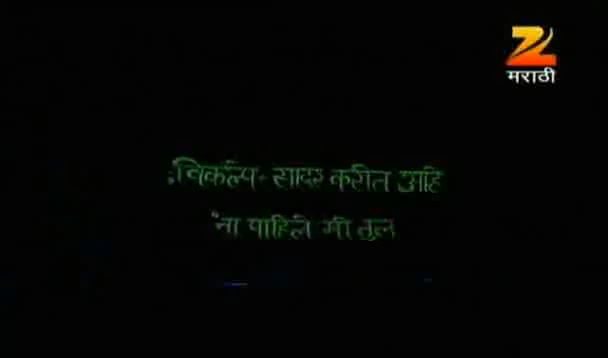 मराठी
विकल्प- सादर करीत आहे
"ना पाहिले मी तुल